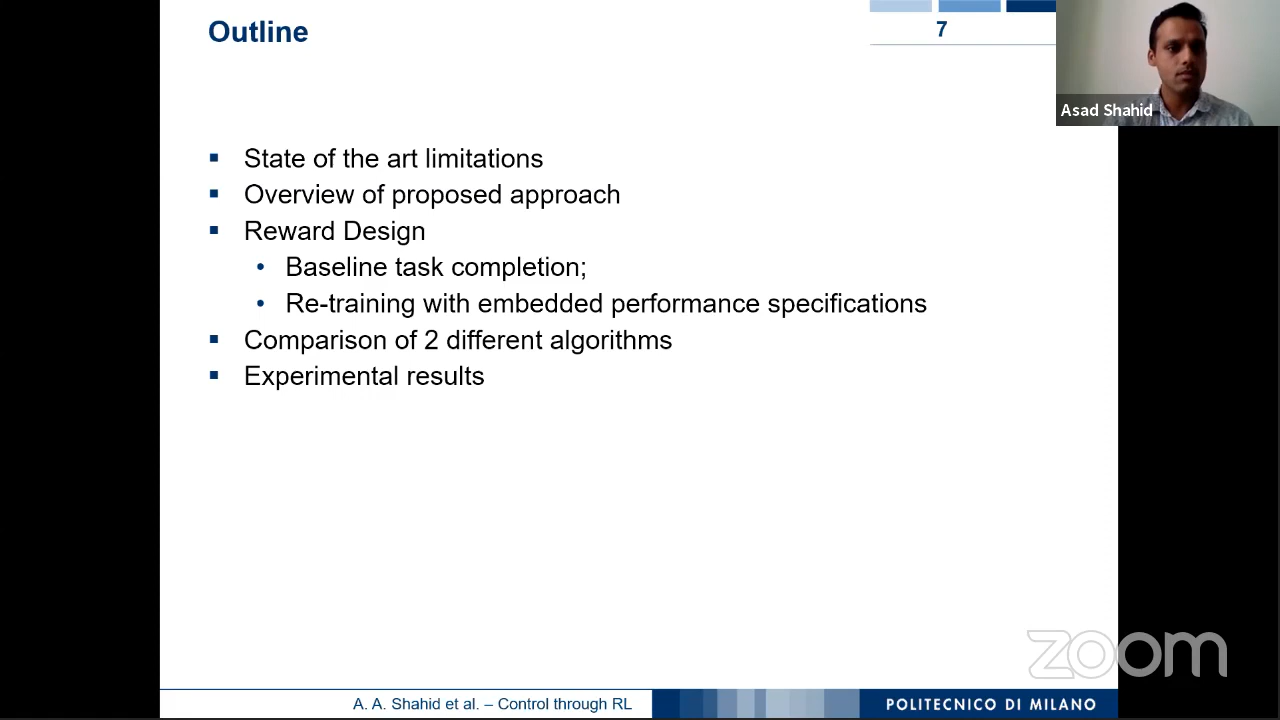 Outline
7
Asad Shahid
State of the art limitations
Overview of proposed approach
Reward Design
Baseline task completion;
Re-training with embedded performance specifications
Comparison of 2 different algorithms
Experimental results
zoom
A. A. Shahid et al. – Control through RL
POLITECNICO DI MILANO